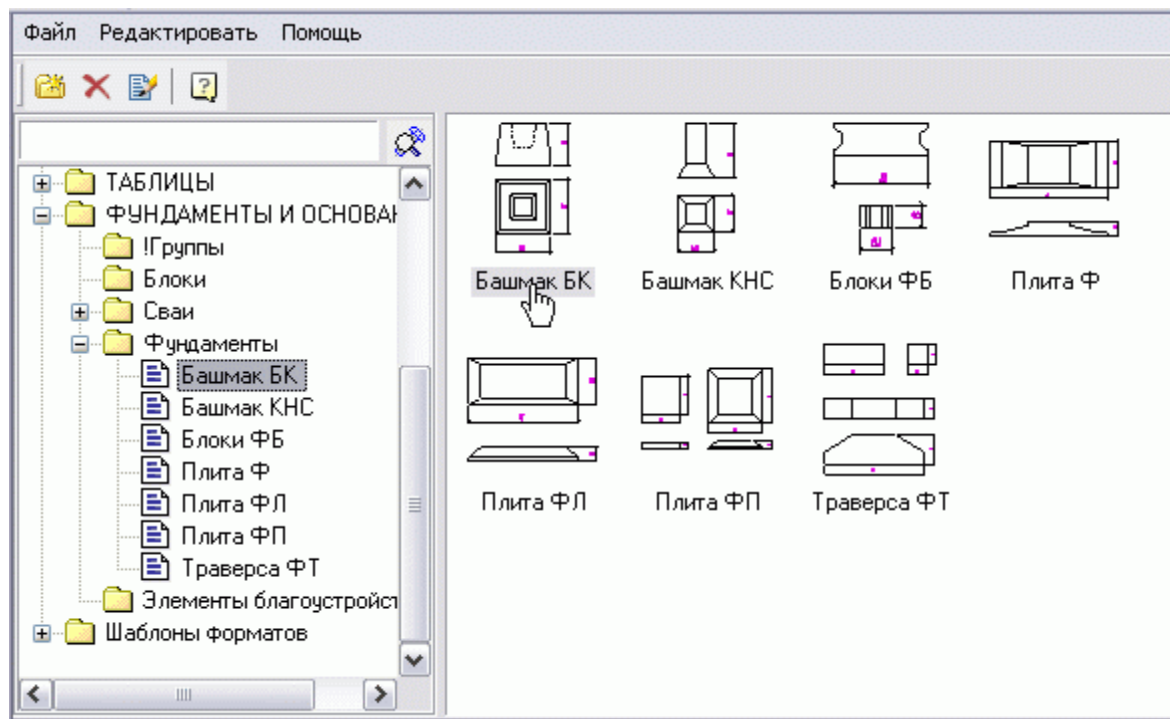 Файл Редактировать Помощь
ТАБЛИЦЫ
ФУНДАМЕНТЫ И ОСНОВАН
!Группы
Блоки
Сваи
Фундаменты
Башмак БК
Башмак КНС
Блоки ФБ
Плита Ф
Плита ФЛ
Плита ФП
Траверса ФТ
Элементы благоустройст
Шаблоны форматов
Башмак БК Башмак КНС Блоки ФБ Плита Ф
Плита ФЛ Плита ФП Траверса ФТ